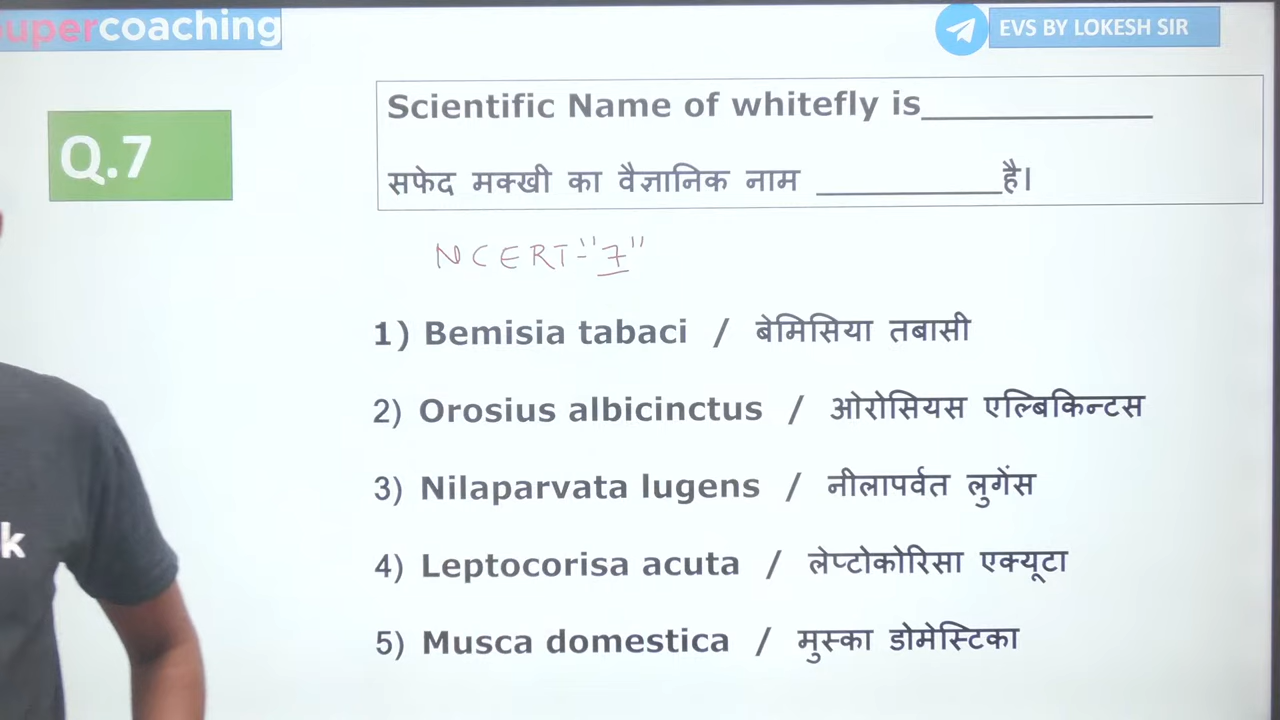 supercoaching
EVS BY LOKESH SIR
Q.7
Scientific Name of whitefly is____________
सफेद मक्खी का वैज्ञानिक नाम __________है।
NCERT-"7"
1) Bemisia tabaci / बेमिसिया तबासी
2) Orosius albicinctus / ओरोसियस एल्बिकिन्टस
3) Nilaparvata lugens / नीलापर्वत लुगेंस
4) Leptocorisa acuta / लेप्टोकोरिसा एक्यूटा
5) Musca domestica / मुस्का डोमेस्टिका
k